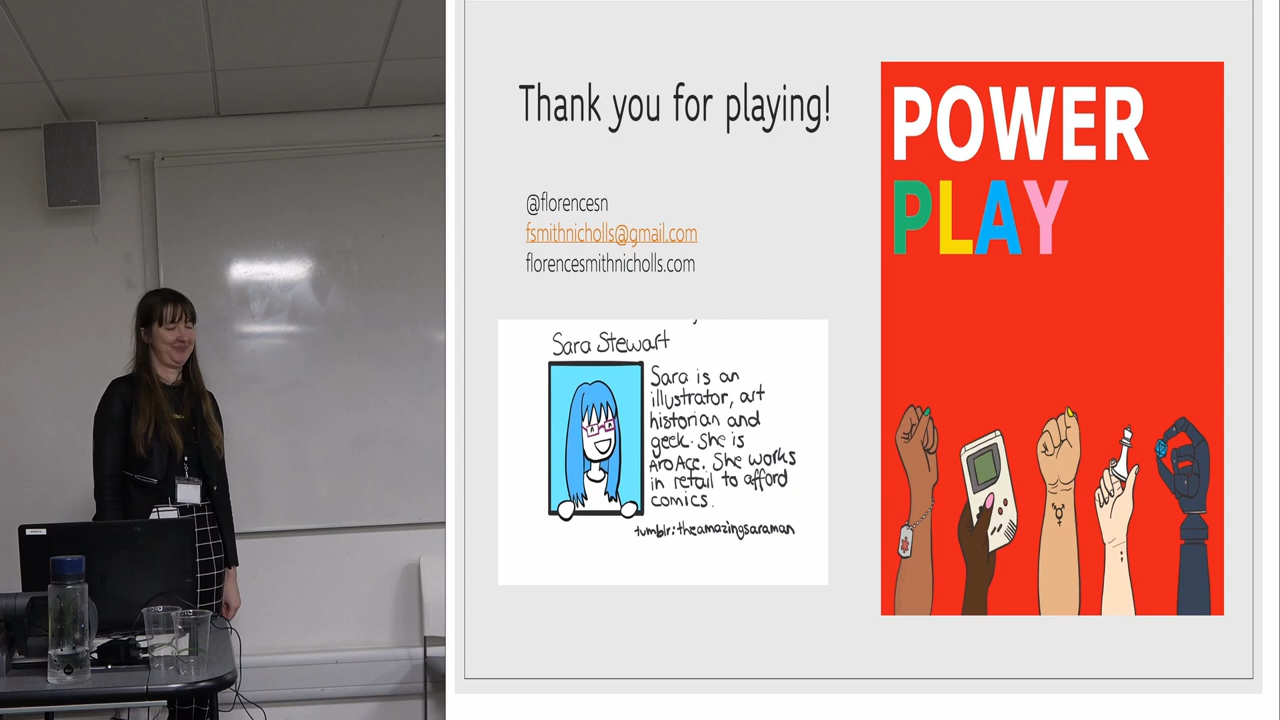 Thank you for playing!
@florencesn
fsmithnicholls@gmail.com
florencesmithnicholls.com
Sara Stewart
Sara is an
illustrator, art
historian and
geek. She is
AroAce. She works
in retail to afford
comics.
tumblr: theamazingsaraman
POWER
PLAY